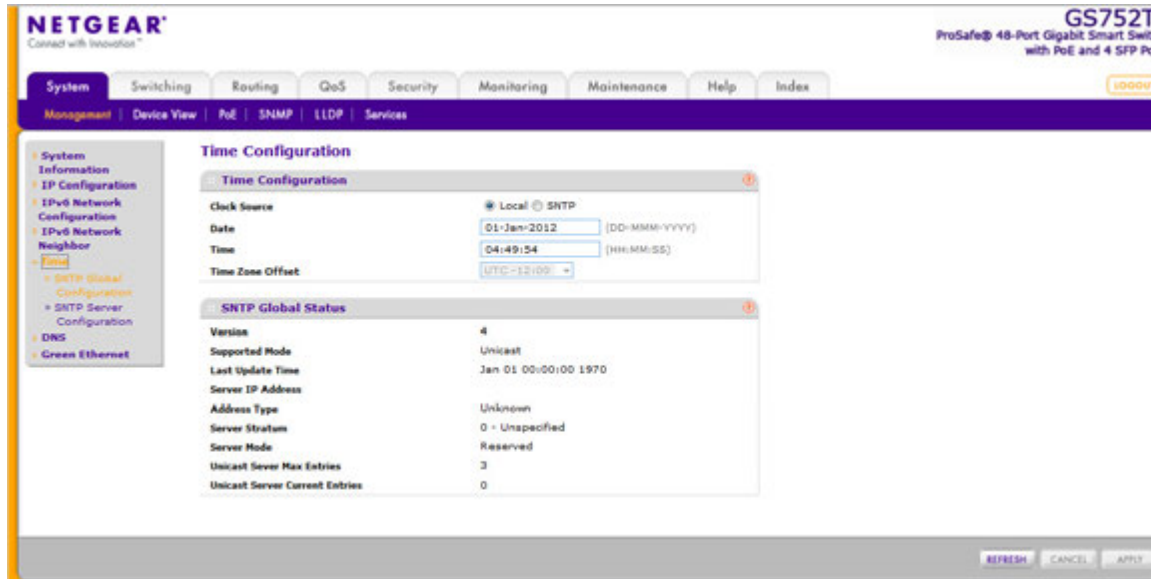 NETGEAR®
Connect with Innovation™
GS752T
ProSafe® 48-Port Gigabit Smart Swit
with PoE and 4 SFP Po
System Switching Routing QoS Security Monitoring Maintenance Help Index
LOGOU
Management | Device View | PoE | SNMP | LLDP | Services
System
Information
IP Configuration
IPv6 Network
Configuration
IPv6 Network
Neighbor
Time
» SNTP Global
Configuration
» SNTP Server
Configuration
DNS
Green Ethernet
Time Configuration
Time Configuration
Clock Source Local SNTP
Date 01-Jan-2012 (DD-MMM-YYYY)
Time 04:49:54 (HH:MM:SS)
Time Zone Offset UTC-12:00
SNTP Global Status
Version 4
Supported Mode Unicast
Last Update Time Jan 01 00:00:00 1970
Server IP Address
Address Type Unknown
Server Stratum 0 - Unspecified
Server Mode Reserved
Unicast Sever Max Entries 3
Unicast Server Current Entries 0
REFRESH CANCEL APPLY